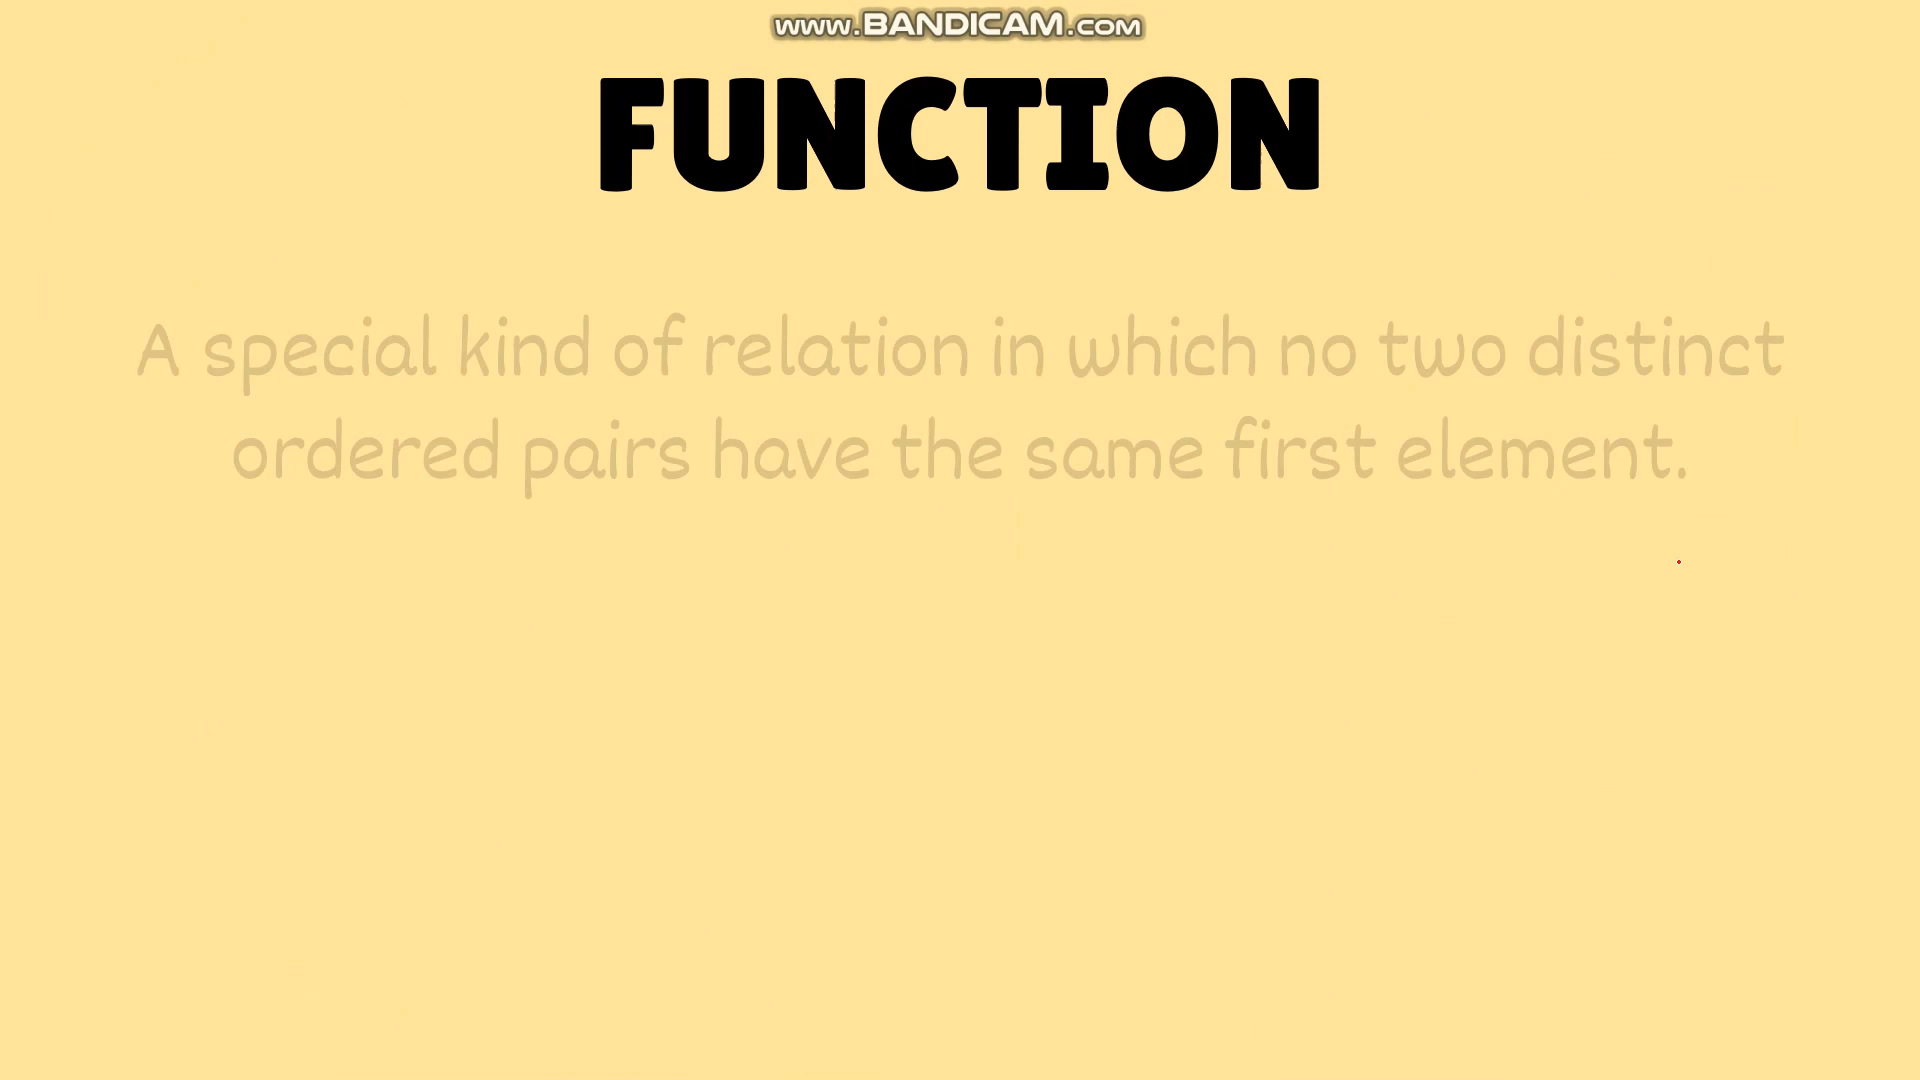 www.BANDICAM.com
FUNCTION
A special kind of relation in which no two distinct
ordered pairs have the same first element.